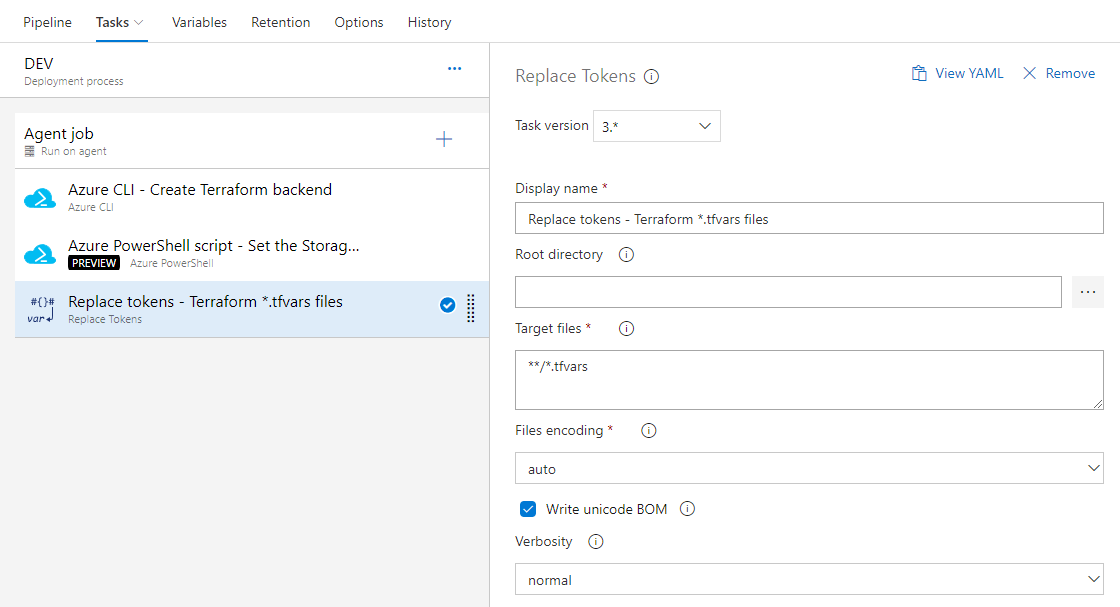 Pipeline Tasks Variables Retention Options History
DEV
Deployment process
...
Agent job
Run on agent
Azure CLI - Create Terraform backend
Azure CLI
Azure PowerShell script - Set the Storag...
PREVIEW Azure PowerShell
#{}#
var
Replace tokens - Terraform *.tfvars files
Replace Tokens
Replace Tokens
View YAML Remove
Task version 3.*
Display name *
Replace tokens - Terraform *.tfvars files
Root directory
...
Target files *
**/*.tfvars
Files encoding *
auto
Write unicode BOM
Verbosity
normal